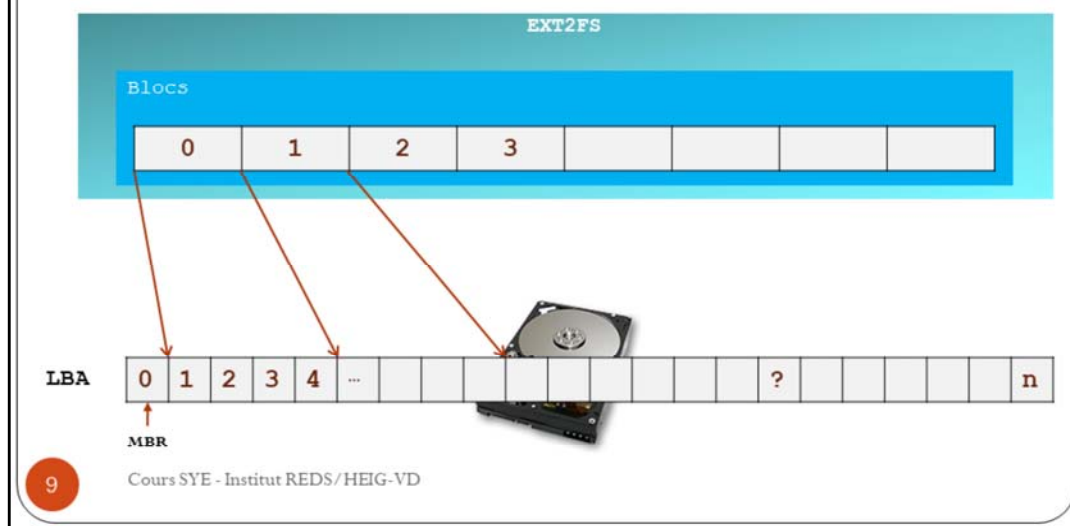 EXT2FS
Blocs
0 1 2 3
LBA 0 1 2 3 4 ... ? n
MBR
9 Cours SYE - Institut REDS/HEIG-VD